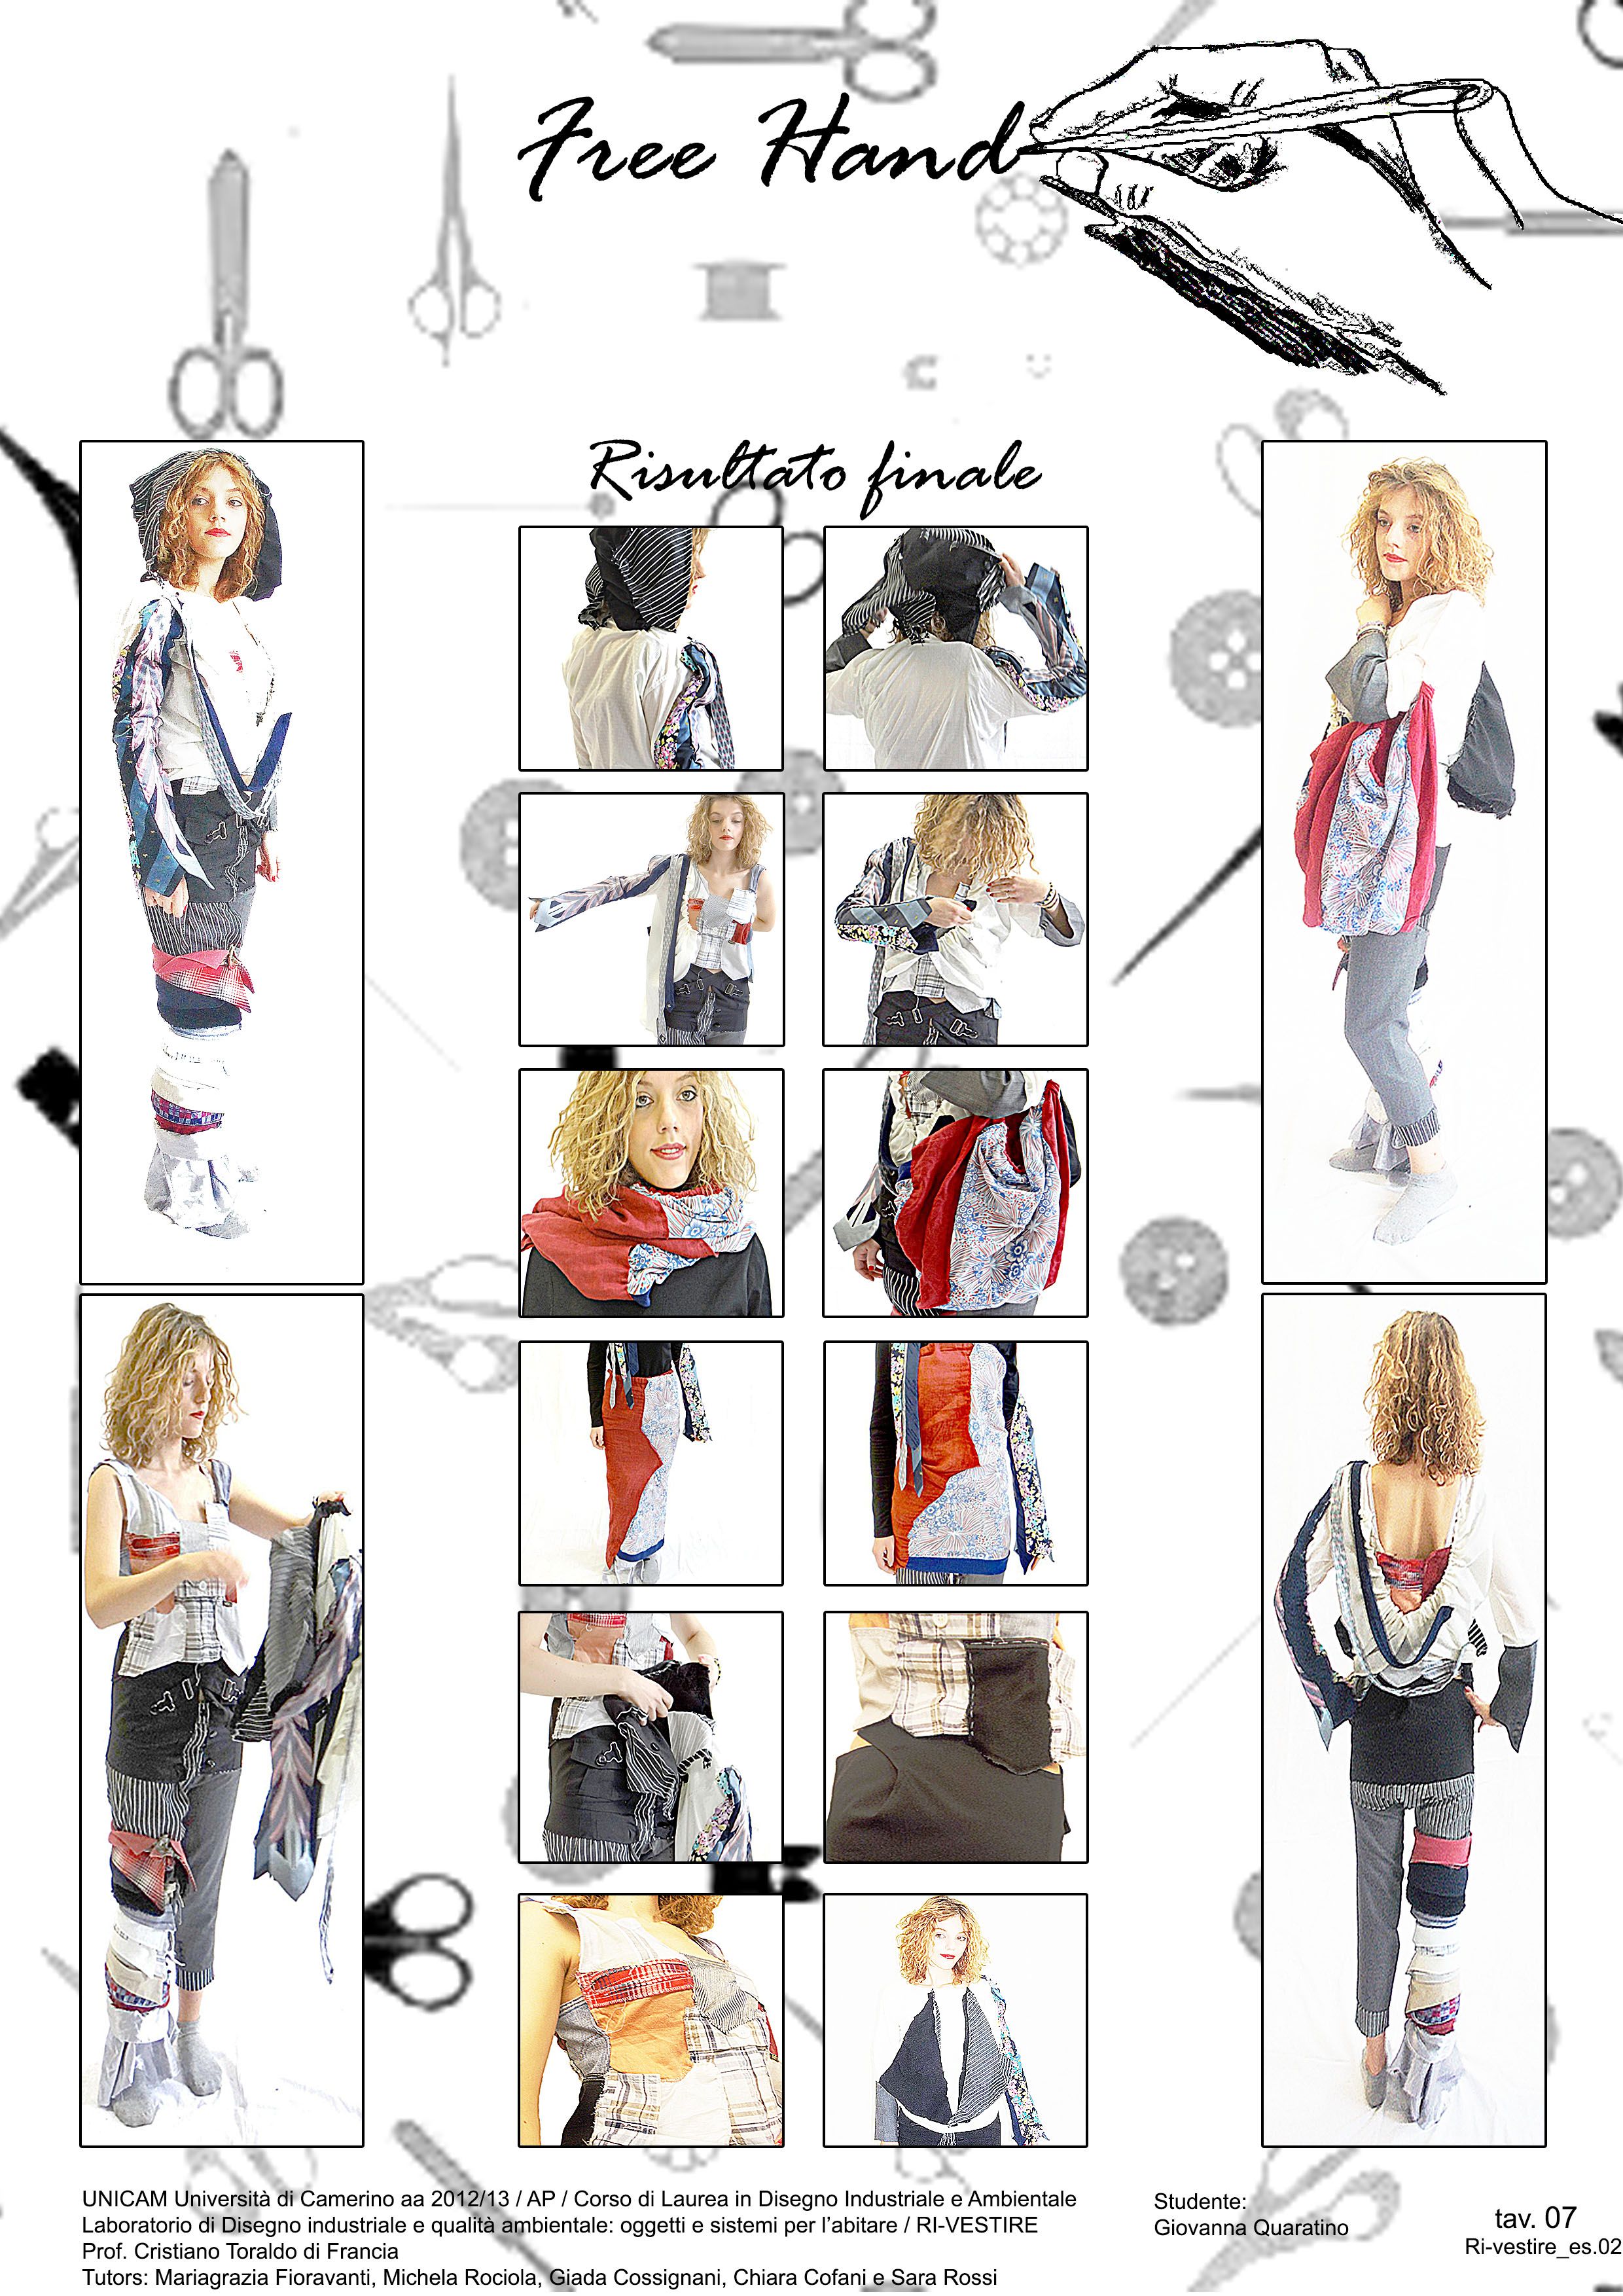 Free Hand
Risultato finale
UNICAM Università di Camerino aa 2012/13 / AP / Corso di Laurea in Disegno Industriale e Ambientale
Laboratorio di Disegno industriale e qualità ambientale: oggetti e sistemi per l'abitare / RI-VESTIRE
Prof. Cristiano Toraldo di Francia
Tutors: Mariagrazia Fioravanti, Michela Rociola, Giada Cossignani, Chiara Cofani e Sara Rossi
Studente:
Giovanna Quaratino
tav. 07
Ri-vestire_es.02